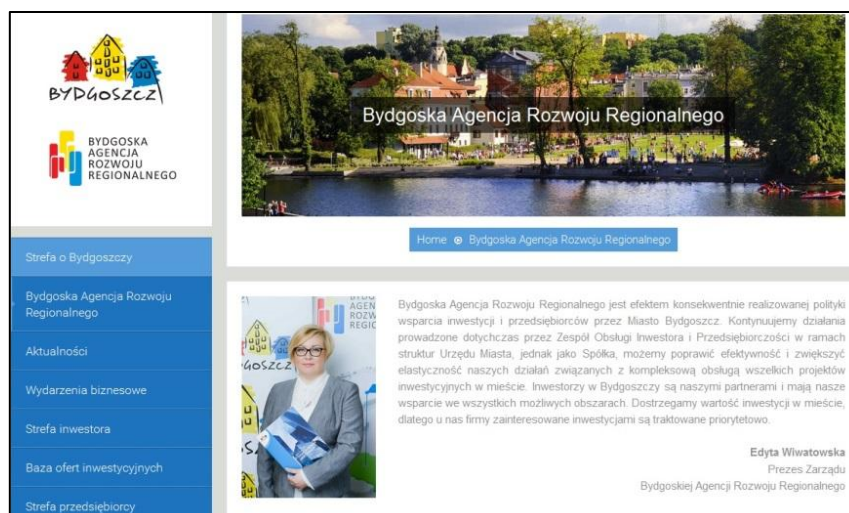 BYDGOSZCZ
BYDGOSKA
AGENCJA
ROZWOJU
REGIONALNEGO
Strefa o Bydgoszczy
Bydgoska Agencja Rozwoju
Regionalnego
Aktualności
Wydarzenia biznesowe
Strefa inwestora
Baza ofert inwestycyjnych
Strefa przedsiębiorcy
Bydgoska Agencja Rozwoju Regionalnego
Home Bydgoska Agencja Rozwoju Regionalnego
AGEN
ROZW
REGIO
GOSZCZ
Bydgoska Agencja Rozwoju Regionalnego jest efektem konsekwentnie realizowanej polityki
wsparcia inwestycji i przedsiębiorców przez Miasto Bydgoszcz. Kontynuujemy działania
prowadzone dotychczas przez Zespół Obsługi Inwestora i Przedsiębiorczości w ramach
struktur Urzędu Miasta, jednak jako Spółka, możemy poprawić efektywność i zwiększyć
elastyczność naszych działań związanych z kompleksową obsługą wszelkich projektów
inwestycyjnych w mieście. Inwestorzy w Bydgoszczy są naszymi partnerami i mają nasze
wsparcie we wszystkich możliwych obszarach. Dostrzegamy wartość inwestycji w mieście,
dlatego u nas firmy zainteresowane inwestycjami są traktowane priorytetowo.
Edyta Wiwatowska
Prezes Zarządu
Bydgoskiej Agencji Rozwoju Regionalnego